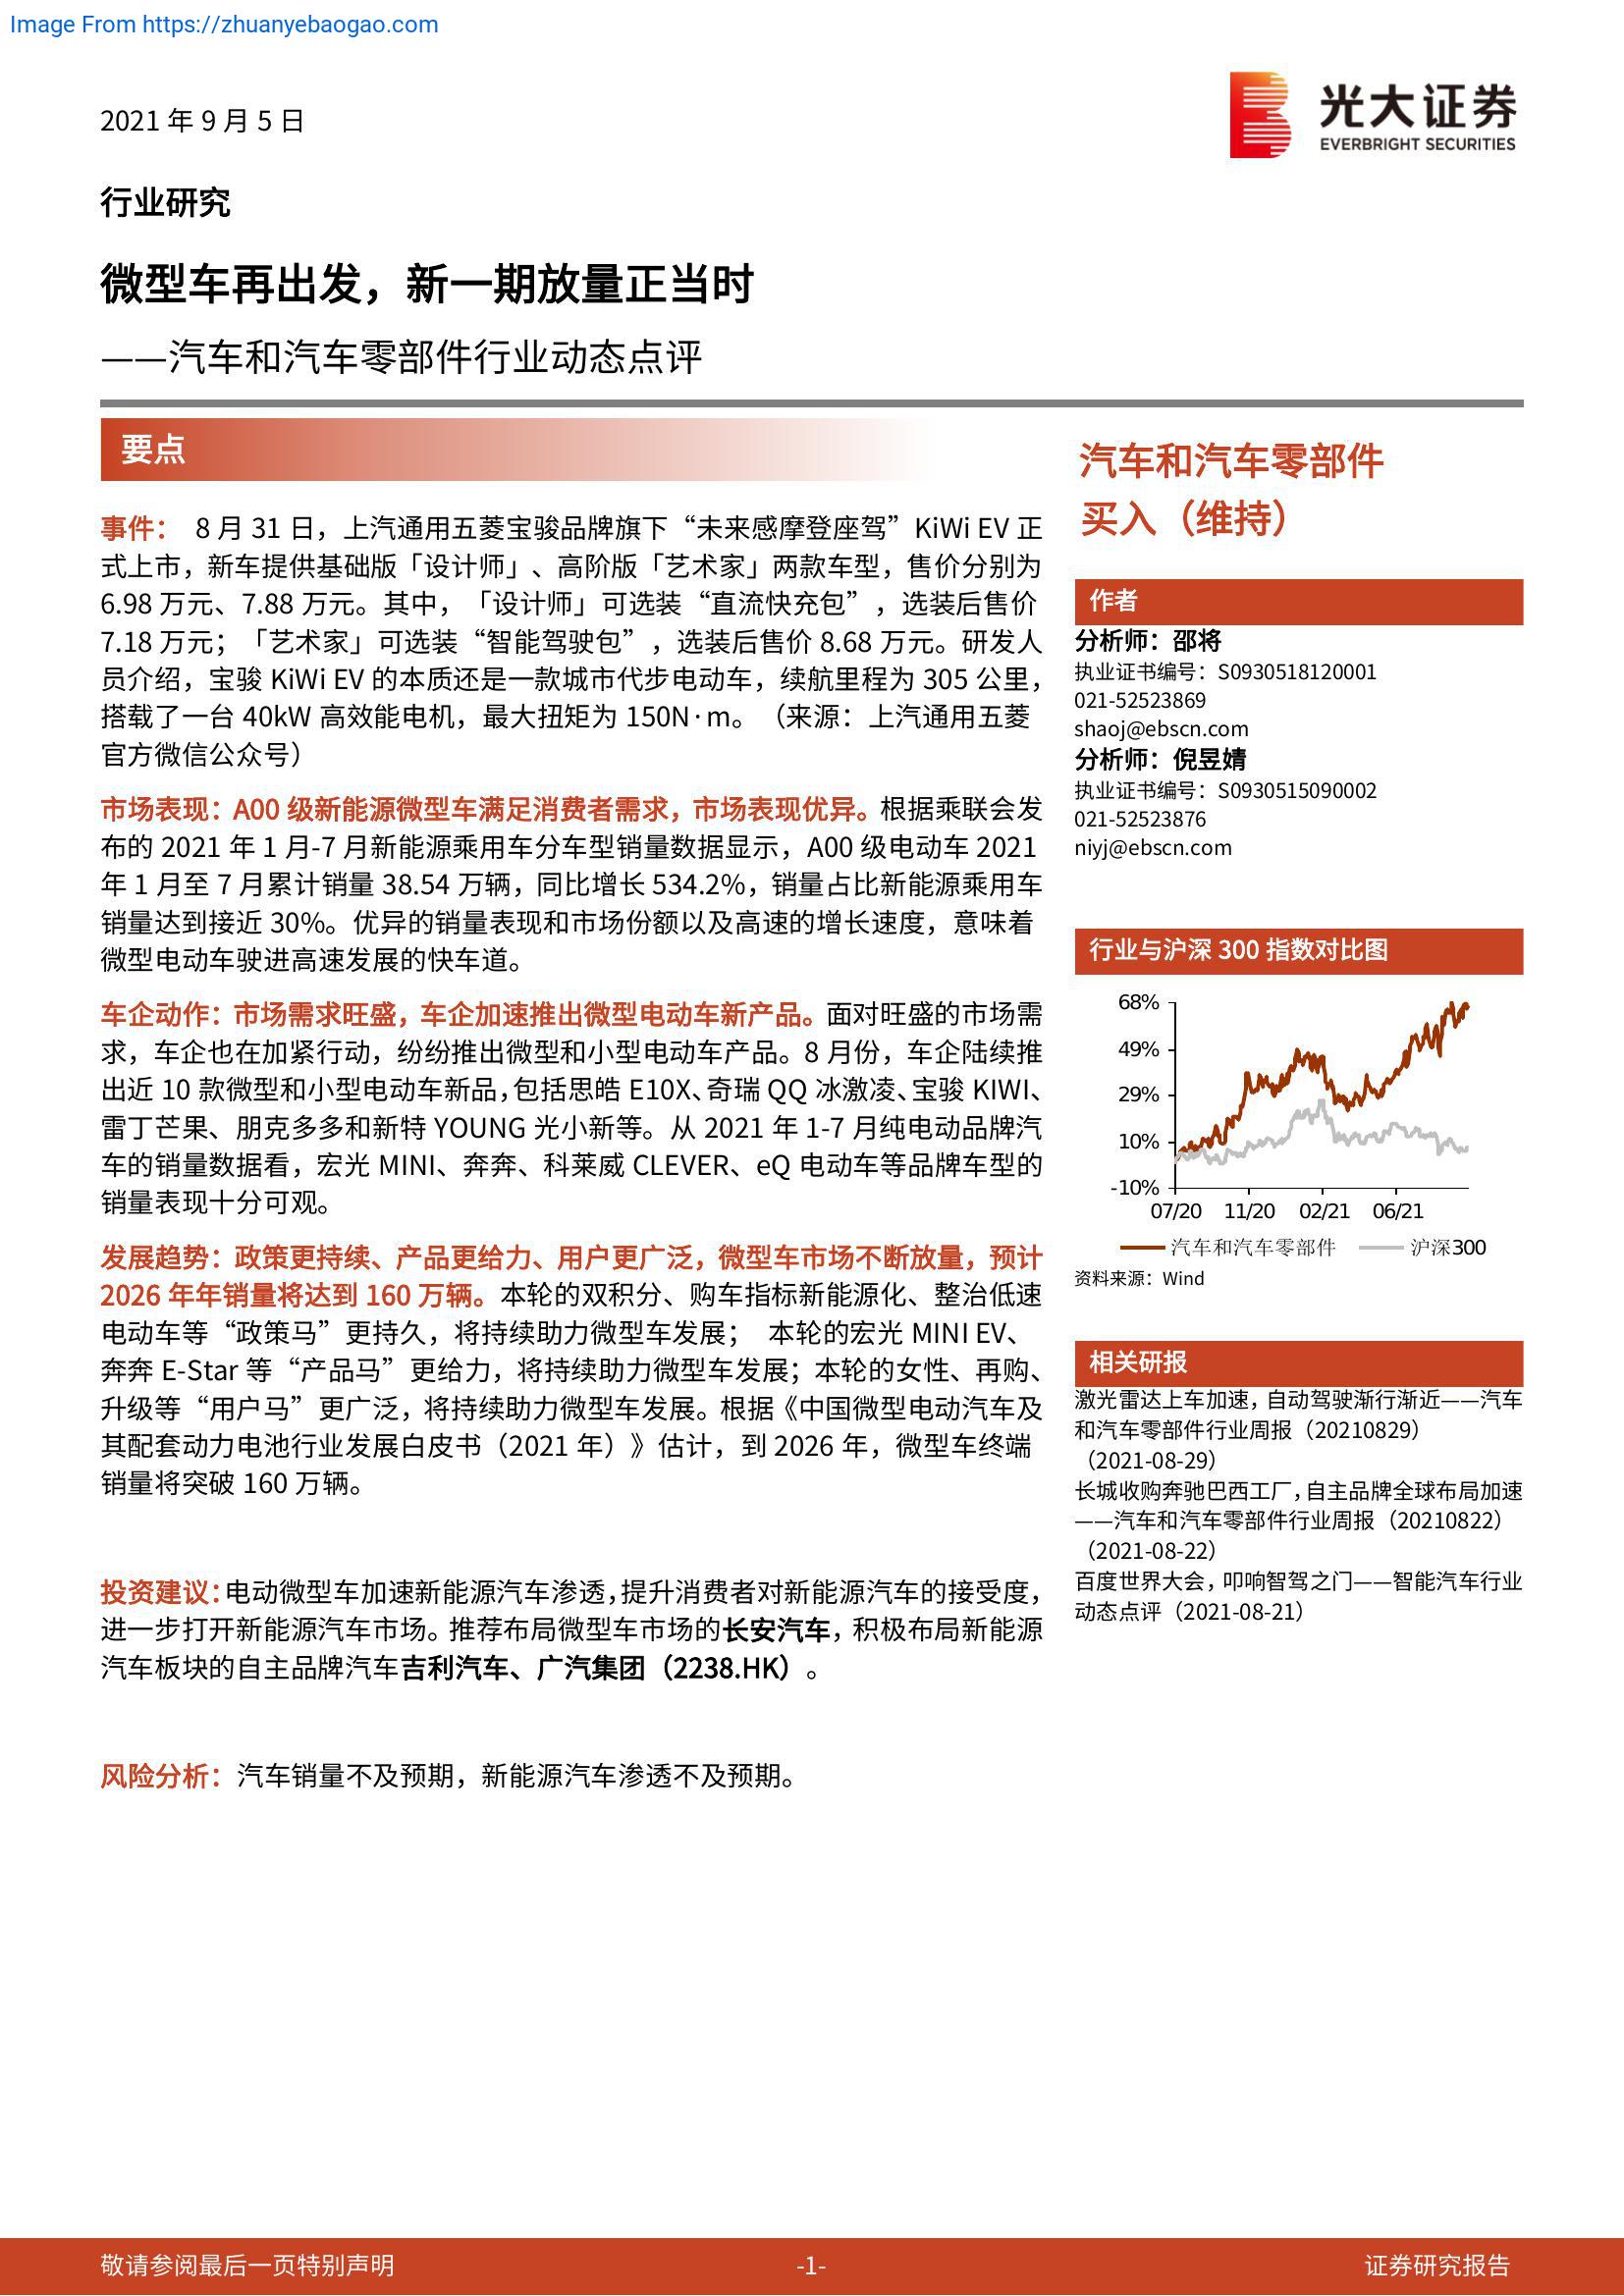 Image From https://zhuanyebaogao.com
2021 年 9 月 5 日
光大证券
EVERBRIGHT SECURITIES
行业研究
微型车再出发，新一期放量正当时
——汽车和汽车零部件行业动态点评
要点
事件： 8 月 31 日，上汽通用五菱宝骏品牌旗下“未来感摩登座驾”KiWi EV 正
式上市，新车提供基础版「设计师」、高阶版「艺术家」两款车型，售价分别为
6.98 万元、7.88 万元。其中，「设计师」可选装“直流快充包”，选装后售价
7.18 万元；「艺术家」可选装“智能驾驶包”，选装后售价 8.68 万元。研发人
员介绍，宝骏 KiWi EV 的本质还是一款城市代步电动车，续航里程为 305 公里，
搭载了一台 40kW 高效能电机，最大扭矩为 150N·m。（来源：上汽通用五菱
官方微信公众号）
市场表现：A00 级新能源微型车满足消费者需求，市场表现优异。根据乘联会发
布的 2021 年 1 月-7 月新能源乘用车分车型销量数据显示，A00 级电动车 2021
年 1 月至 7 月累计销量 38.54 万辆，同比增长 534.2%，销量占比新能源乘用车
销量达到接近 30%。优异的销量表现和市场份额以及高速的增长速度，意味着
微型电动车驶进高速发展的快车道。
车企动作：市场需求旺盛，车企加速推出微型电动车新产品。面对旺盛的市场需
求，车企也在加紧行动，纷纷推出微型和小型电动车产品。8 月份，车企陆续推
出近 10 款微型和小型电动车新品，包括思皓 E10X、奇瑞 QQ 冰激凌、宝骏 KIWI、
雷丁芒果、朋克多多和新特 YOUNG 光小新等。从 2021 年 1-7 月纯电动品牌汽
车的销量数据看，宏光 MINI、奔奔、科莱威 CLEVER、eQ 电动车等品牌车型的
销量表现十分可观。
发展趋势：政策更持续、产品更给力、用户更广泛，微型车市场不断放量，预计
2026 年年销量将达到 160 万辆。本轮的双积分、购车指标新能源化、整治低速
电动车等“政策马”更持久，将持续助力微型车发展； 本轮的宏光 MINI EV、
奔奔 E-Star 等“产品马”更给力，将持续助力微型车发展；本轮的女性、再购、
升级等“用户马”更广泛，将持续助力微型车发展。根据《中国微型电动汽车及
其配套动力电池行业发展白皮书（2021 年）》估计，到 2026 年，微型车终端
销量将突破 160 万辆。
投资建议：电动微型车加速新能源汽车渗透，提升消费者对新能源汽车的接受度，
进一步打开新能源汽车市场。推荐布局微型车市场的长安汽车，积极布局新能源
汽车板块的自主品牌汽车吉利汽车、广汽集团（2238.HK）。
风险分析：汽车销量不及预期，新能源汽车渗透不及预期。
汽车和汽车零部件
买入（维持）
作者
分析师：邵将
执业证书编号：S0930518120001
021-52523869
shaoj@ebscn.com
分析师：倪昱婧
执业证书编号：S0930515090002
021-52523876
niyj@ebscn.com
行业与沪深 300 指数对比图
68%
49%
29%
10%
-10%
07/20 11/20 02/21 06/21
汽车和汽车零部件 沪深300
资料来源：Wind
相关研报
激光雷达上车加速，自动驾驶渐行渐近——汽车
和汽车零部件行业周报（20210829）
（2021-08-29）
长城收购奔驰巴西工厂，自主品牌全球布局加速
——汽车和汽车零部件行业周报（20210822）
（2021-08-22）
百度世界大会，叩响智驾之门——智能汽车行业
动态点评（2021-08-21）
敬请参阅最后一页特别声明 -1- 证券研究报告